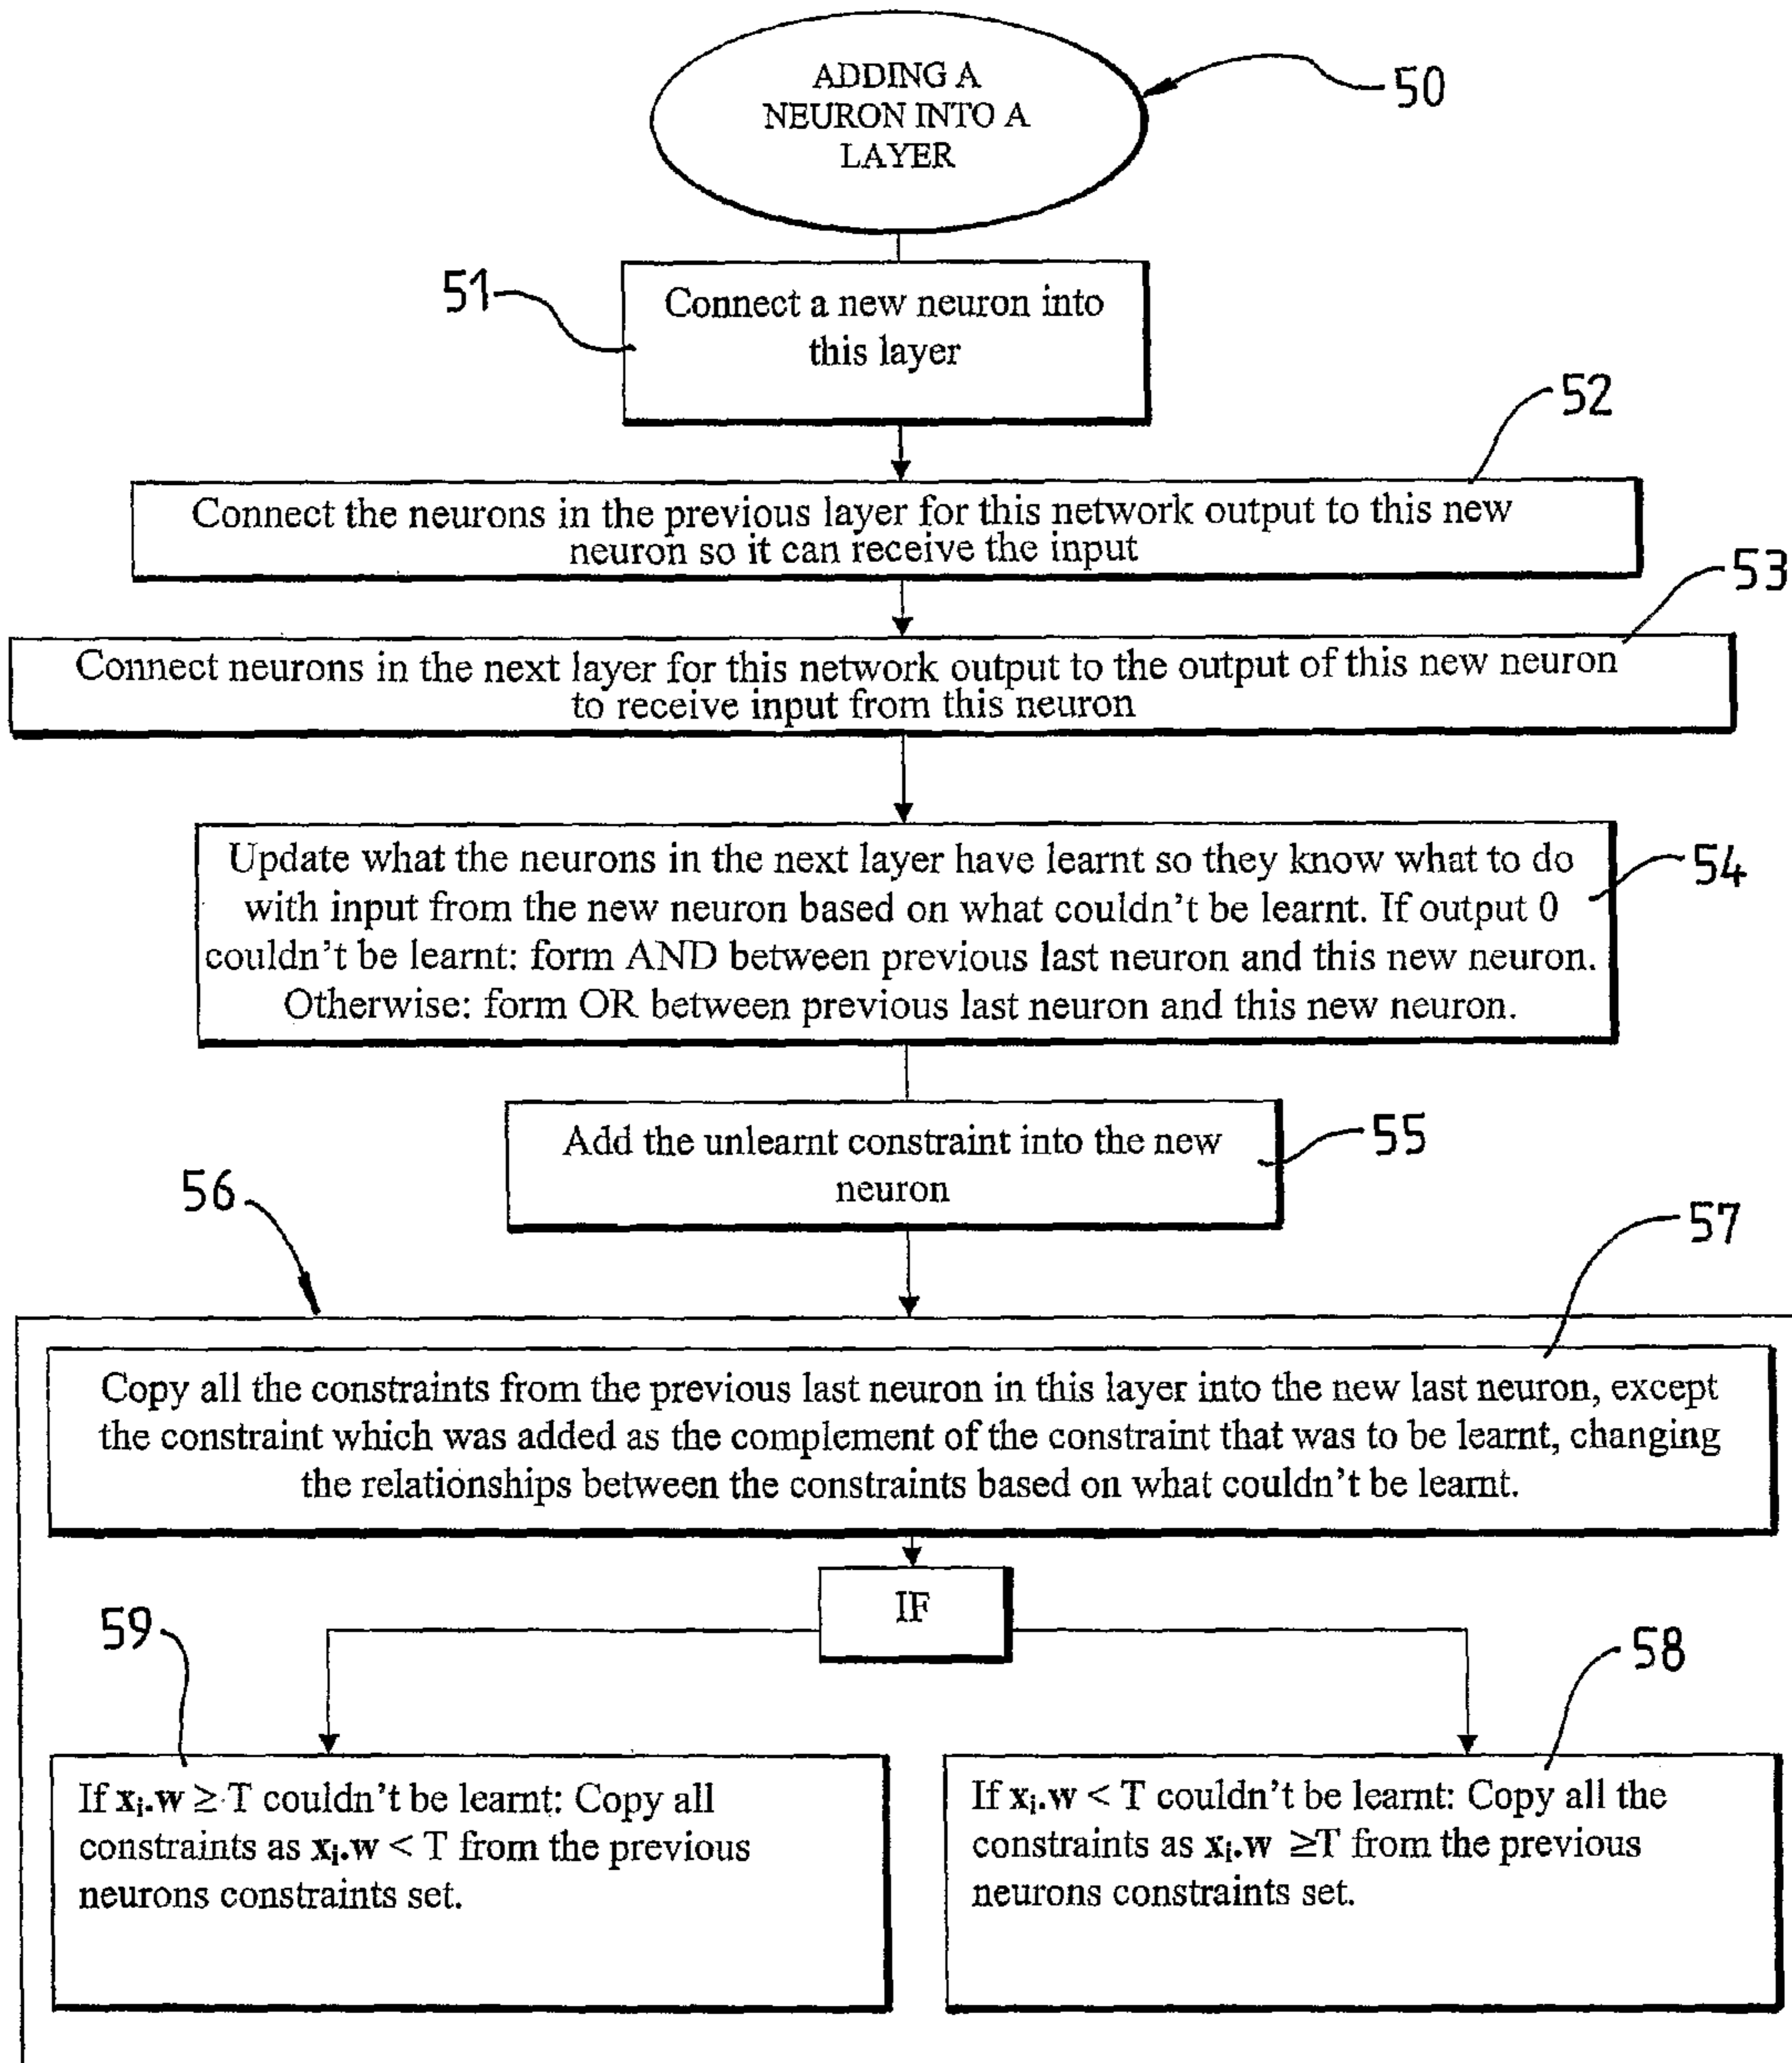 ADDING A
NEURON INTO A
LAYER
50
51
Connect a new neuron into
this layer
52
Connect the neurons in the previous layer for this network output to this new
neuron so it can receive the input
53
Connect neurons in the next layer for this network output to the output of this new neuron
to receive input from this neuron
Update what the neurons in the next layer have learnt so they know what to do
with input from the new neuron based on what couldn't be learnt. If output 0
couldn't be learnt: form AND between previous last neuron and this new neuron.
Otherwise: form OR between previous last neuron and this new neuron.
54
Add the unlearnt constraint into the new
neuron
55
56
57
Copy all the constraints from the previous last neuron in this layer into the new last neuron, except
the constraint which was added as the complement of the constraint that was to be learnt, changing
the relationships between the constraints based on what couldn't be learnt.
IF
59
58
If xᵢ.w ≥ T couldn't be learnt: Copy all
constraints as xᵢ.w < T from the previous
neurons constraints set.
If xᵢ.w < T couldn't be learnt: Copy all the
constraints as xᵢ.w ≥T from the previous
neurons constraints set.